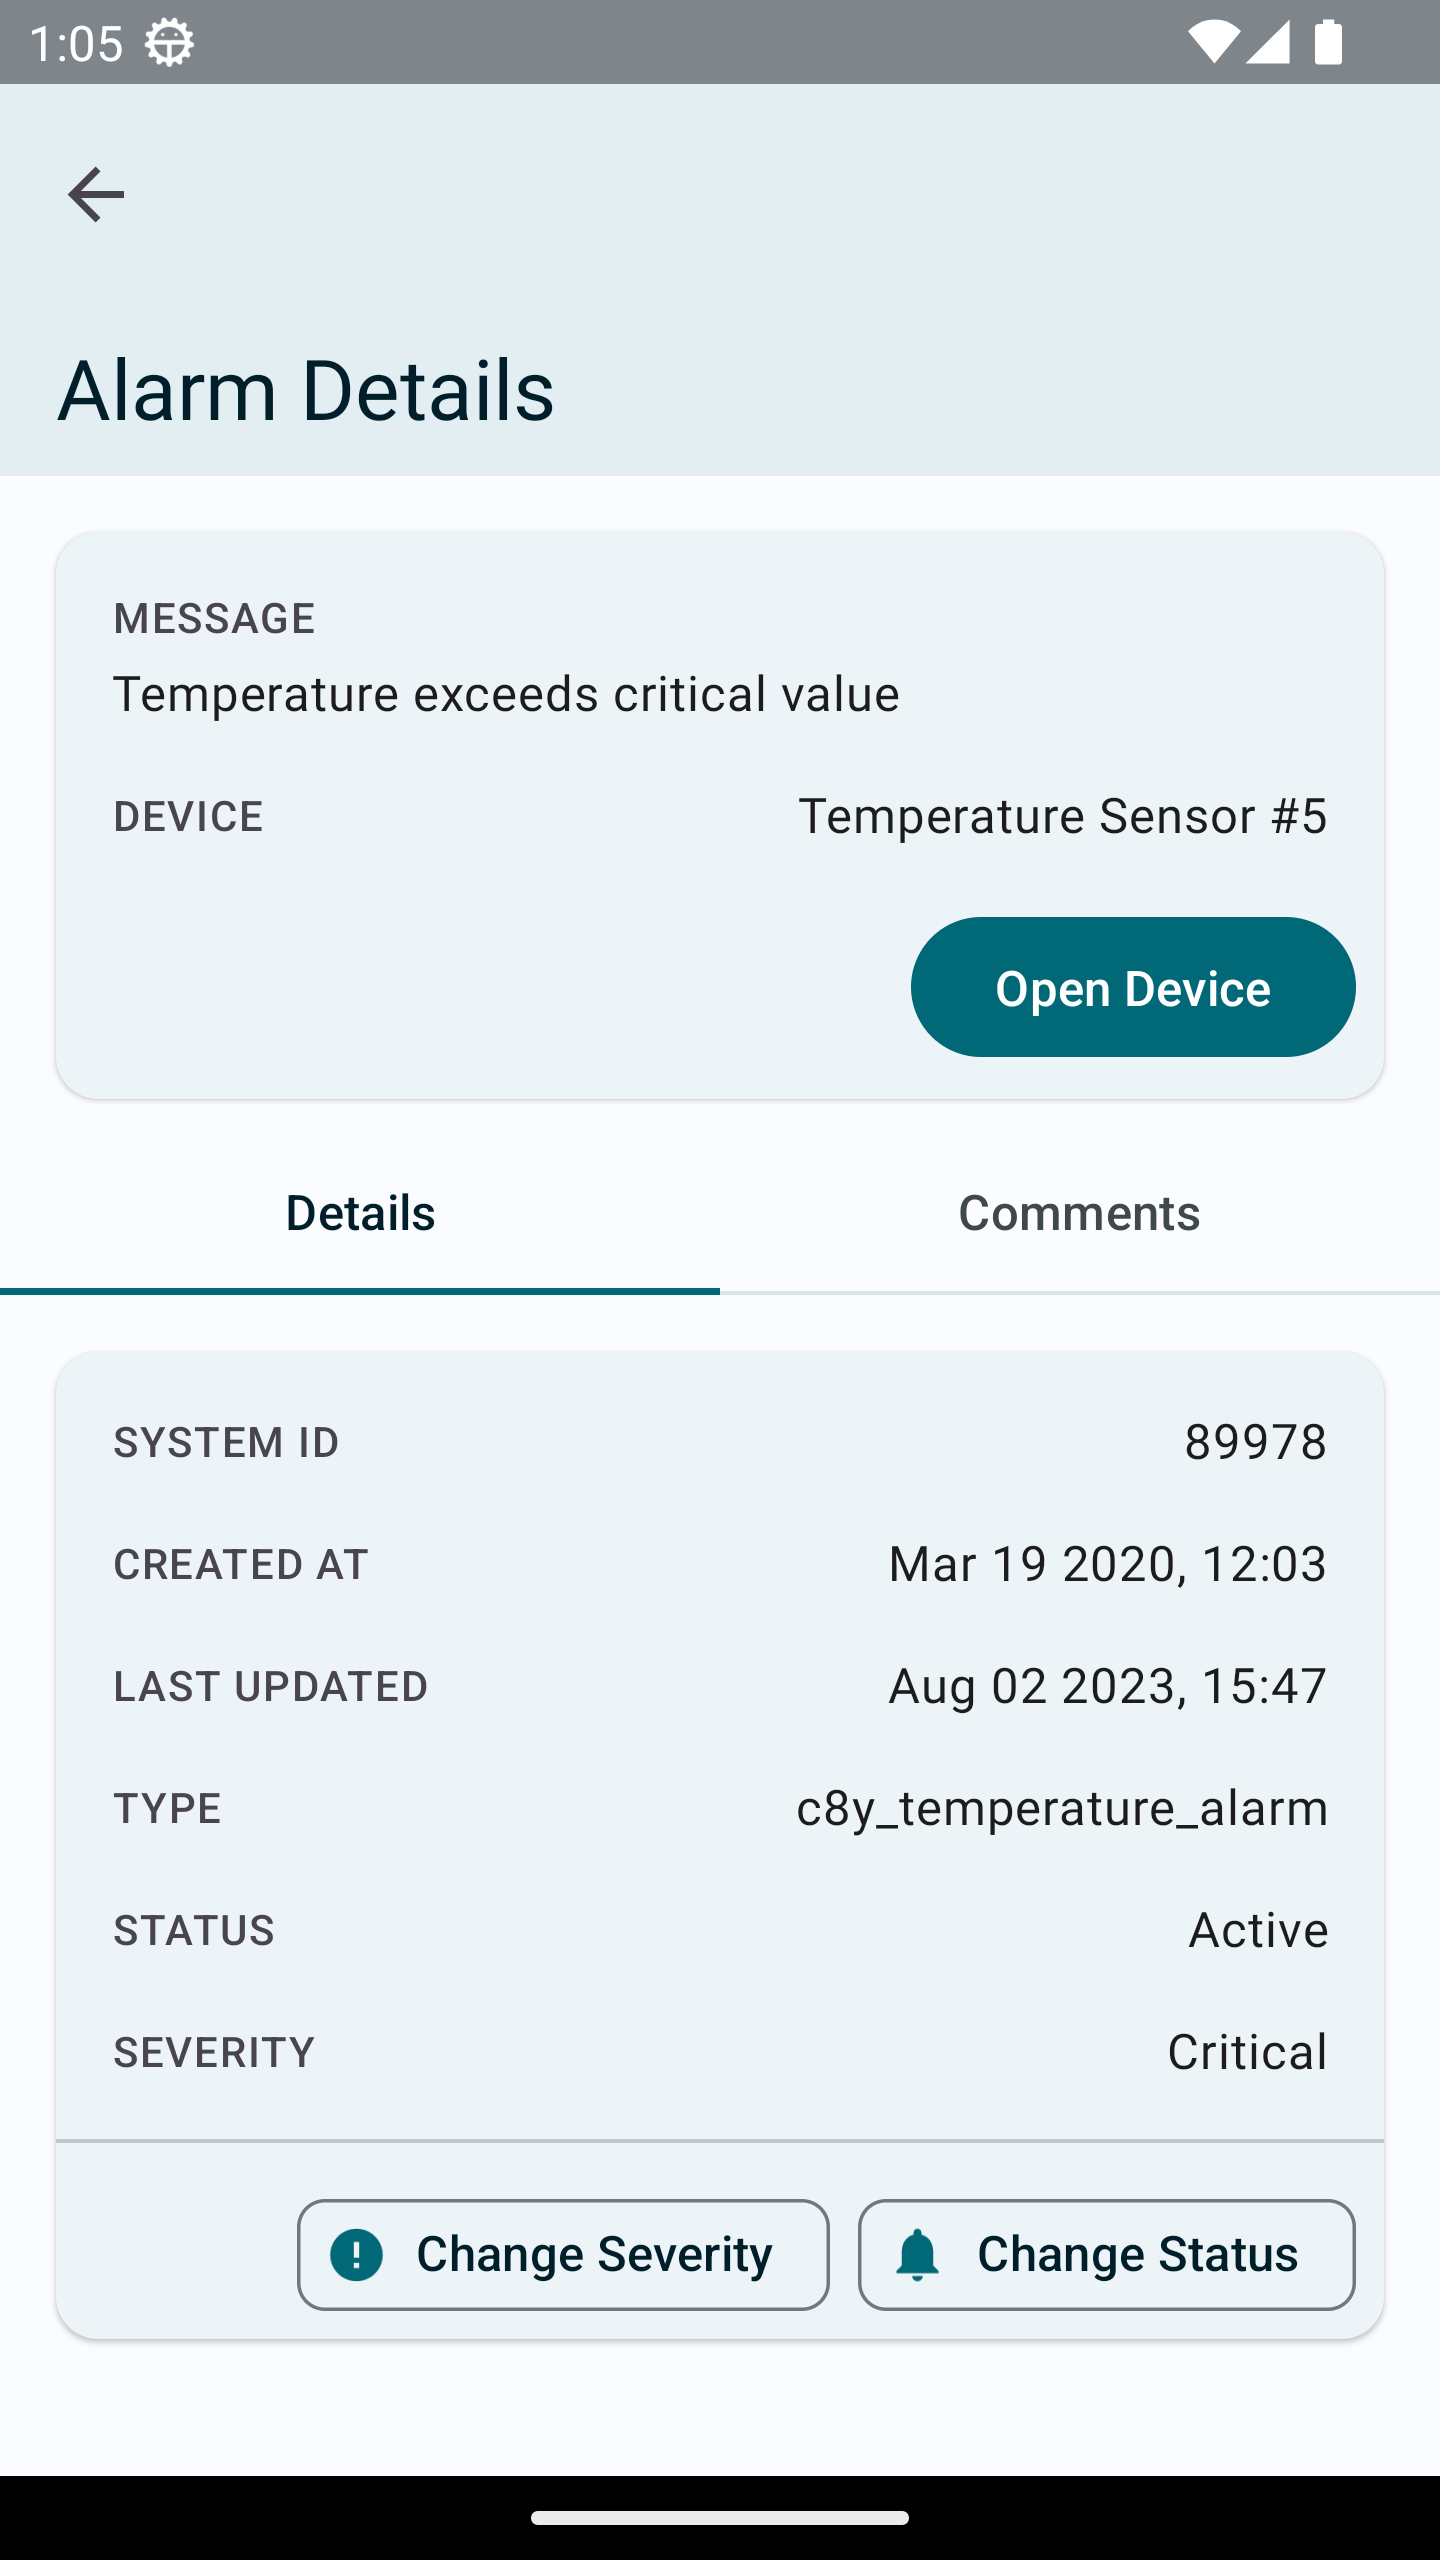 1:05
Alarm Details
MESSAGE
Temperature exceeds critical value
DEVICE Temperature Sensor #5
Open Device
Details Comments
SYSTEM ID 89978
CREATED AT Mar 19 2020, 12:03
LAST UPDATED Aug 02 2023, 15:47
TYPE c8y_temperature_alarm
STATUS Active
SEVERITY Critical
Change Severity Change Status